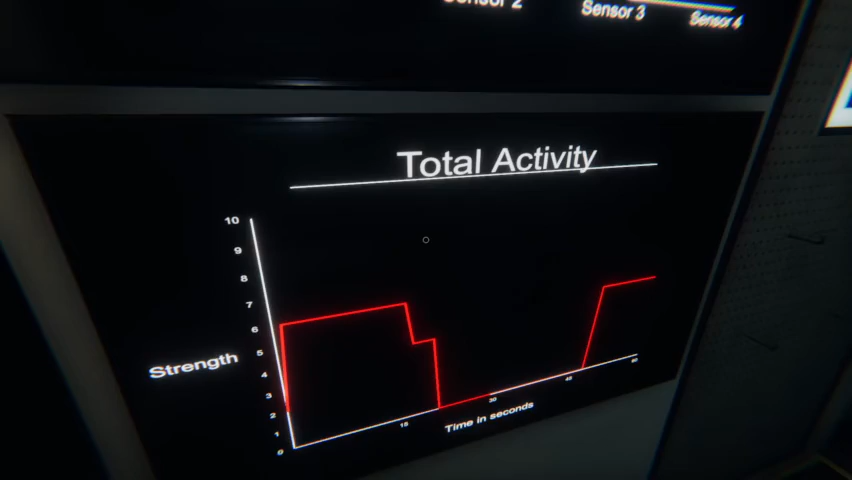 Sensor 2
Sensor 3
Sensor 4
Total Activity
10
9
8
7
6
5
4
3
2
1
0
Strength
15
30
45
60
Time in seconds